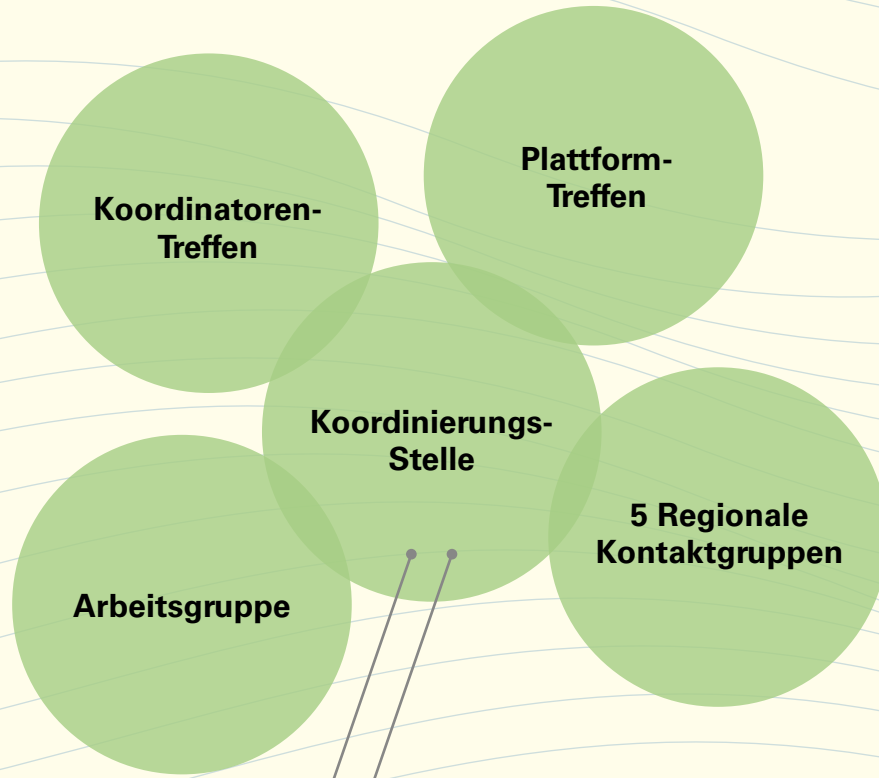 Koordinatoren-
Treffen
Plattform-
Treffen
Koordinierungs-
Stelle
5 Regionale
Kontaktgruppen
Arbeitsgruppe